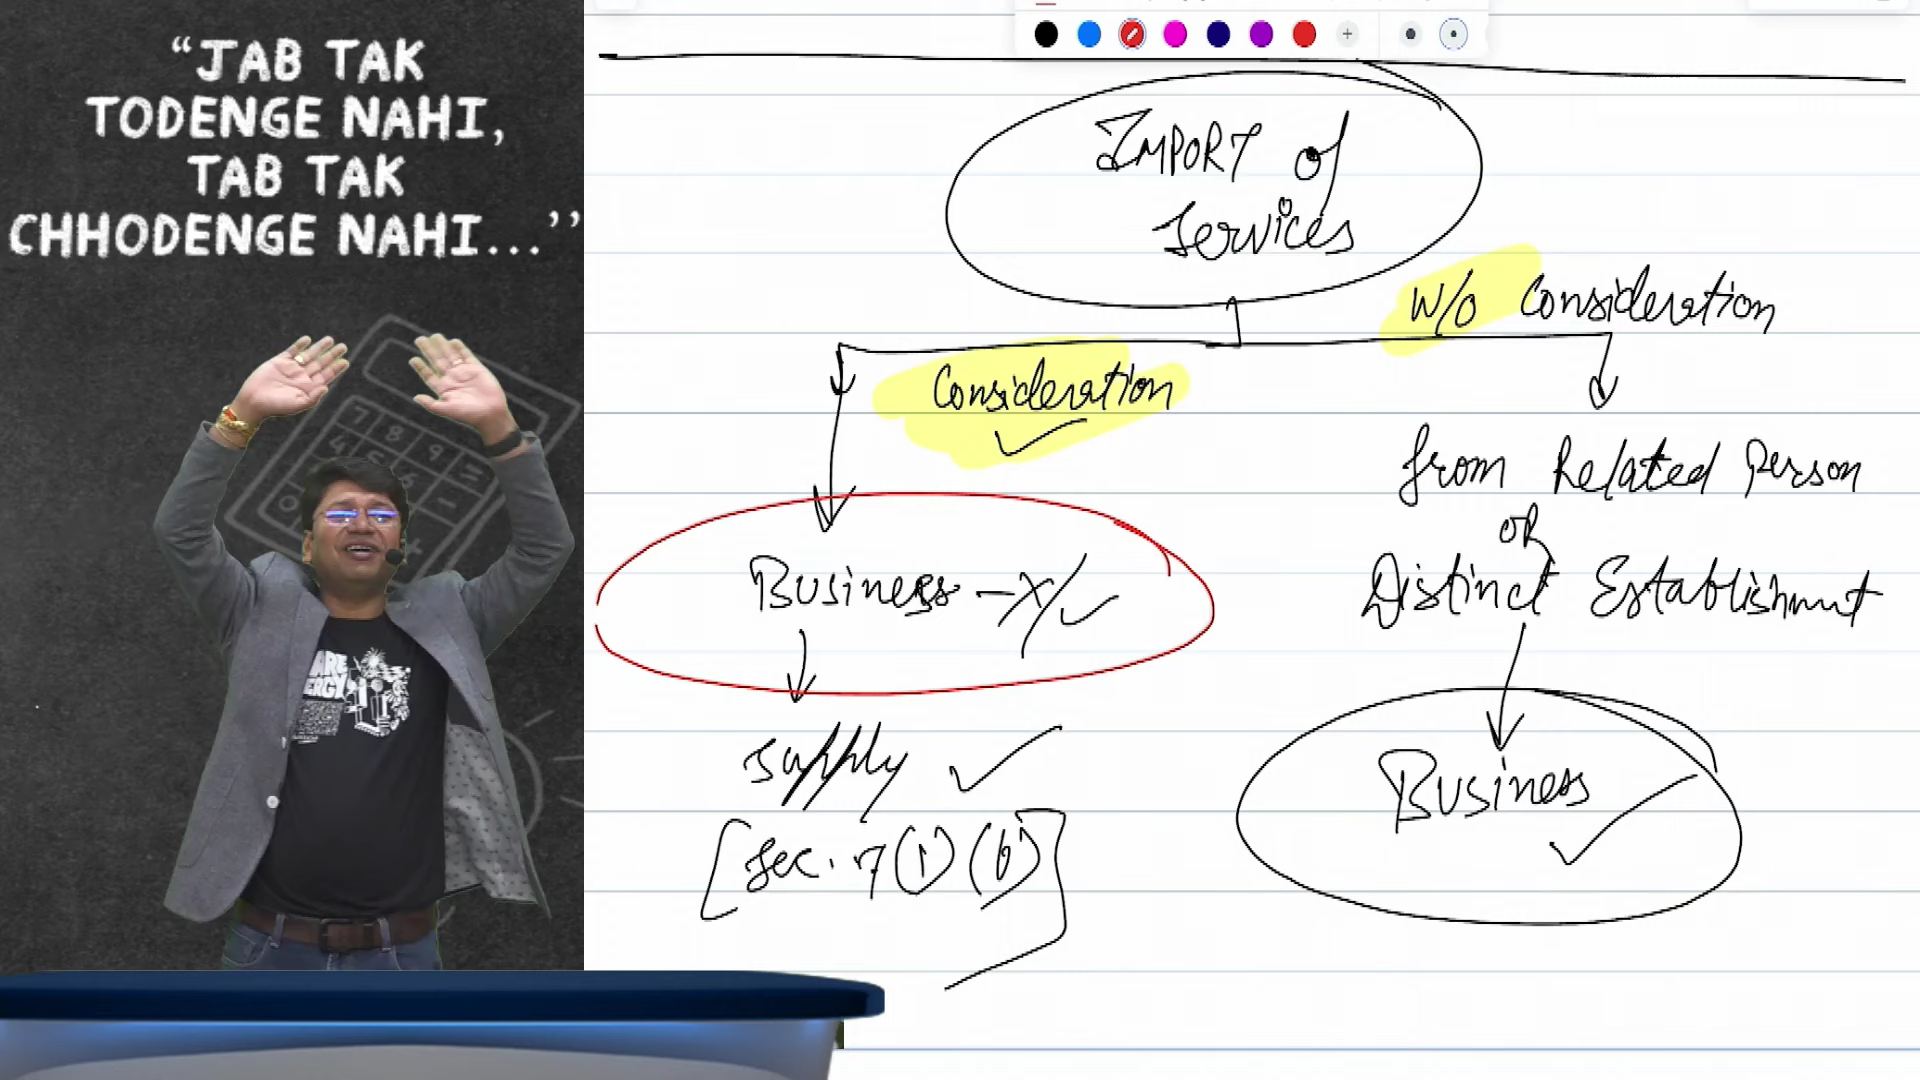 “JAB TAK
TODENGE NAHI,
TAB TAK
CHHODENGE NAHI...’’
IMPORT of
Services
W/O Consideration
Consideration
from Related Person
OR
Distinct Establishment
Business - X/✓
Supply ✓
[Sec. 7(1)(b)]
Business ✓